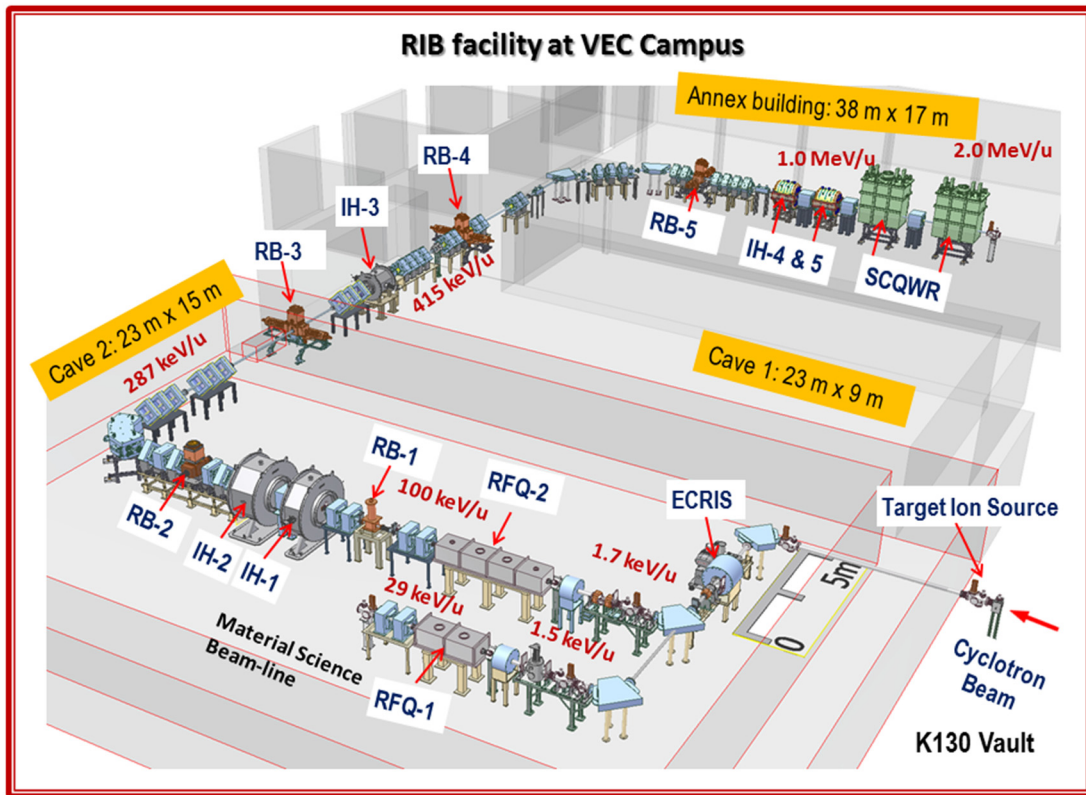 RIB facility at VEC Campus
Annex building: 38 m x 17 m
RB-4
1.0 MeV/u
2.0 MeV/u
IH-3
RB-3
RB-5
IH-4 & 5
SCQWR
415 keV/u
Cave 2: 23 m x 15 m
287 keV/u
Cave 1: 23 m x 9 m
RB-1
100 keV/u
RFQ-2
ECRIS
Target Ion Source
RB-2
IH-2
IH-1
1.7 keV/u
5m
0
29 keV/u
1.5 keV/u
Material Science
Beam-line
RFQ-1
Cyclotron
Beam
K130 Vault